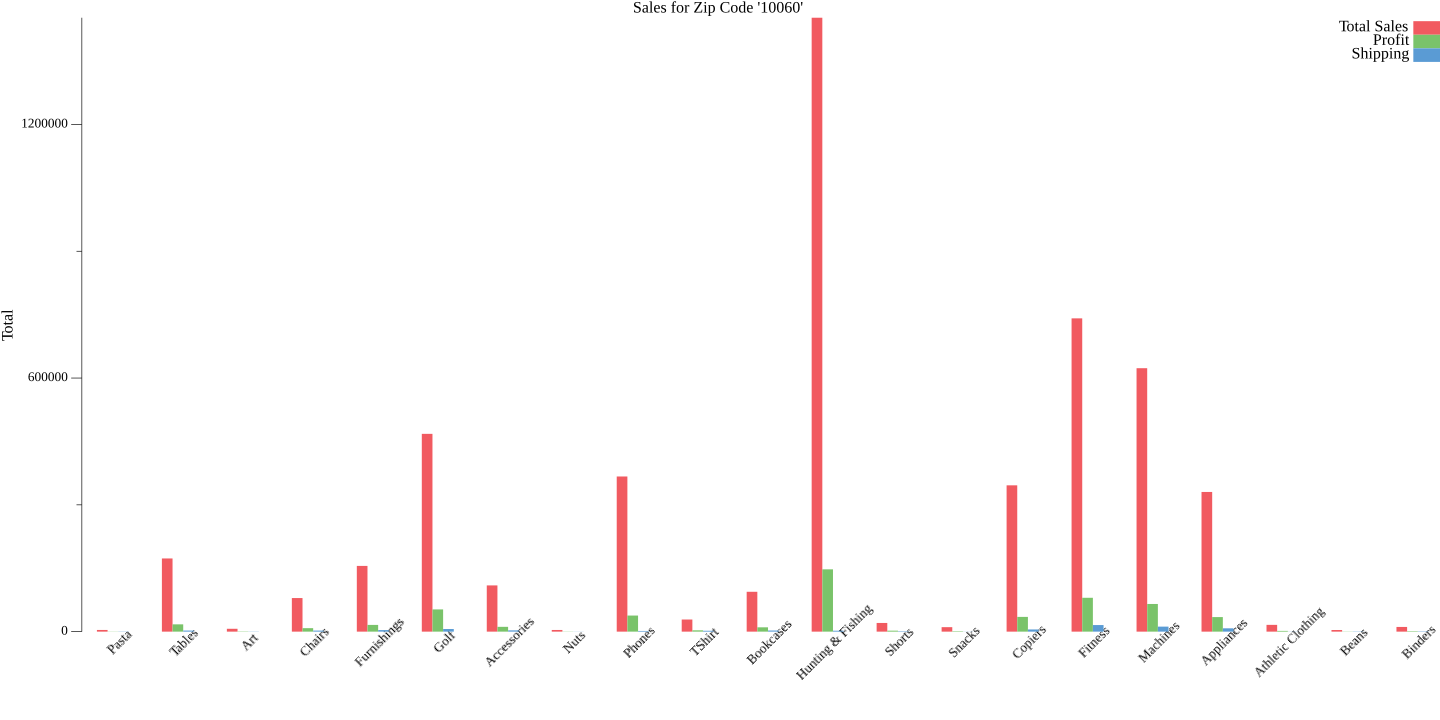 Sales for Zip Code '10060'
Total Sales
Profit
Shipping
Total
1200000
600000
0
Pasta
Tables
Art
Chairs
Furnishings
Golf
Accessories
Nuts
Phones
TShirt
Bookcases
Hunting & Fishing
Shorts
Snacks
Copiers
Fitness
Machines
Appliances
Athletic Clothing
Beans
Binders